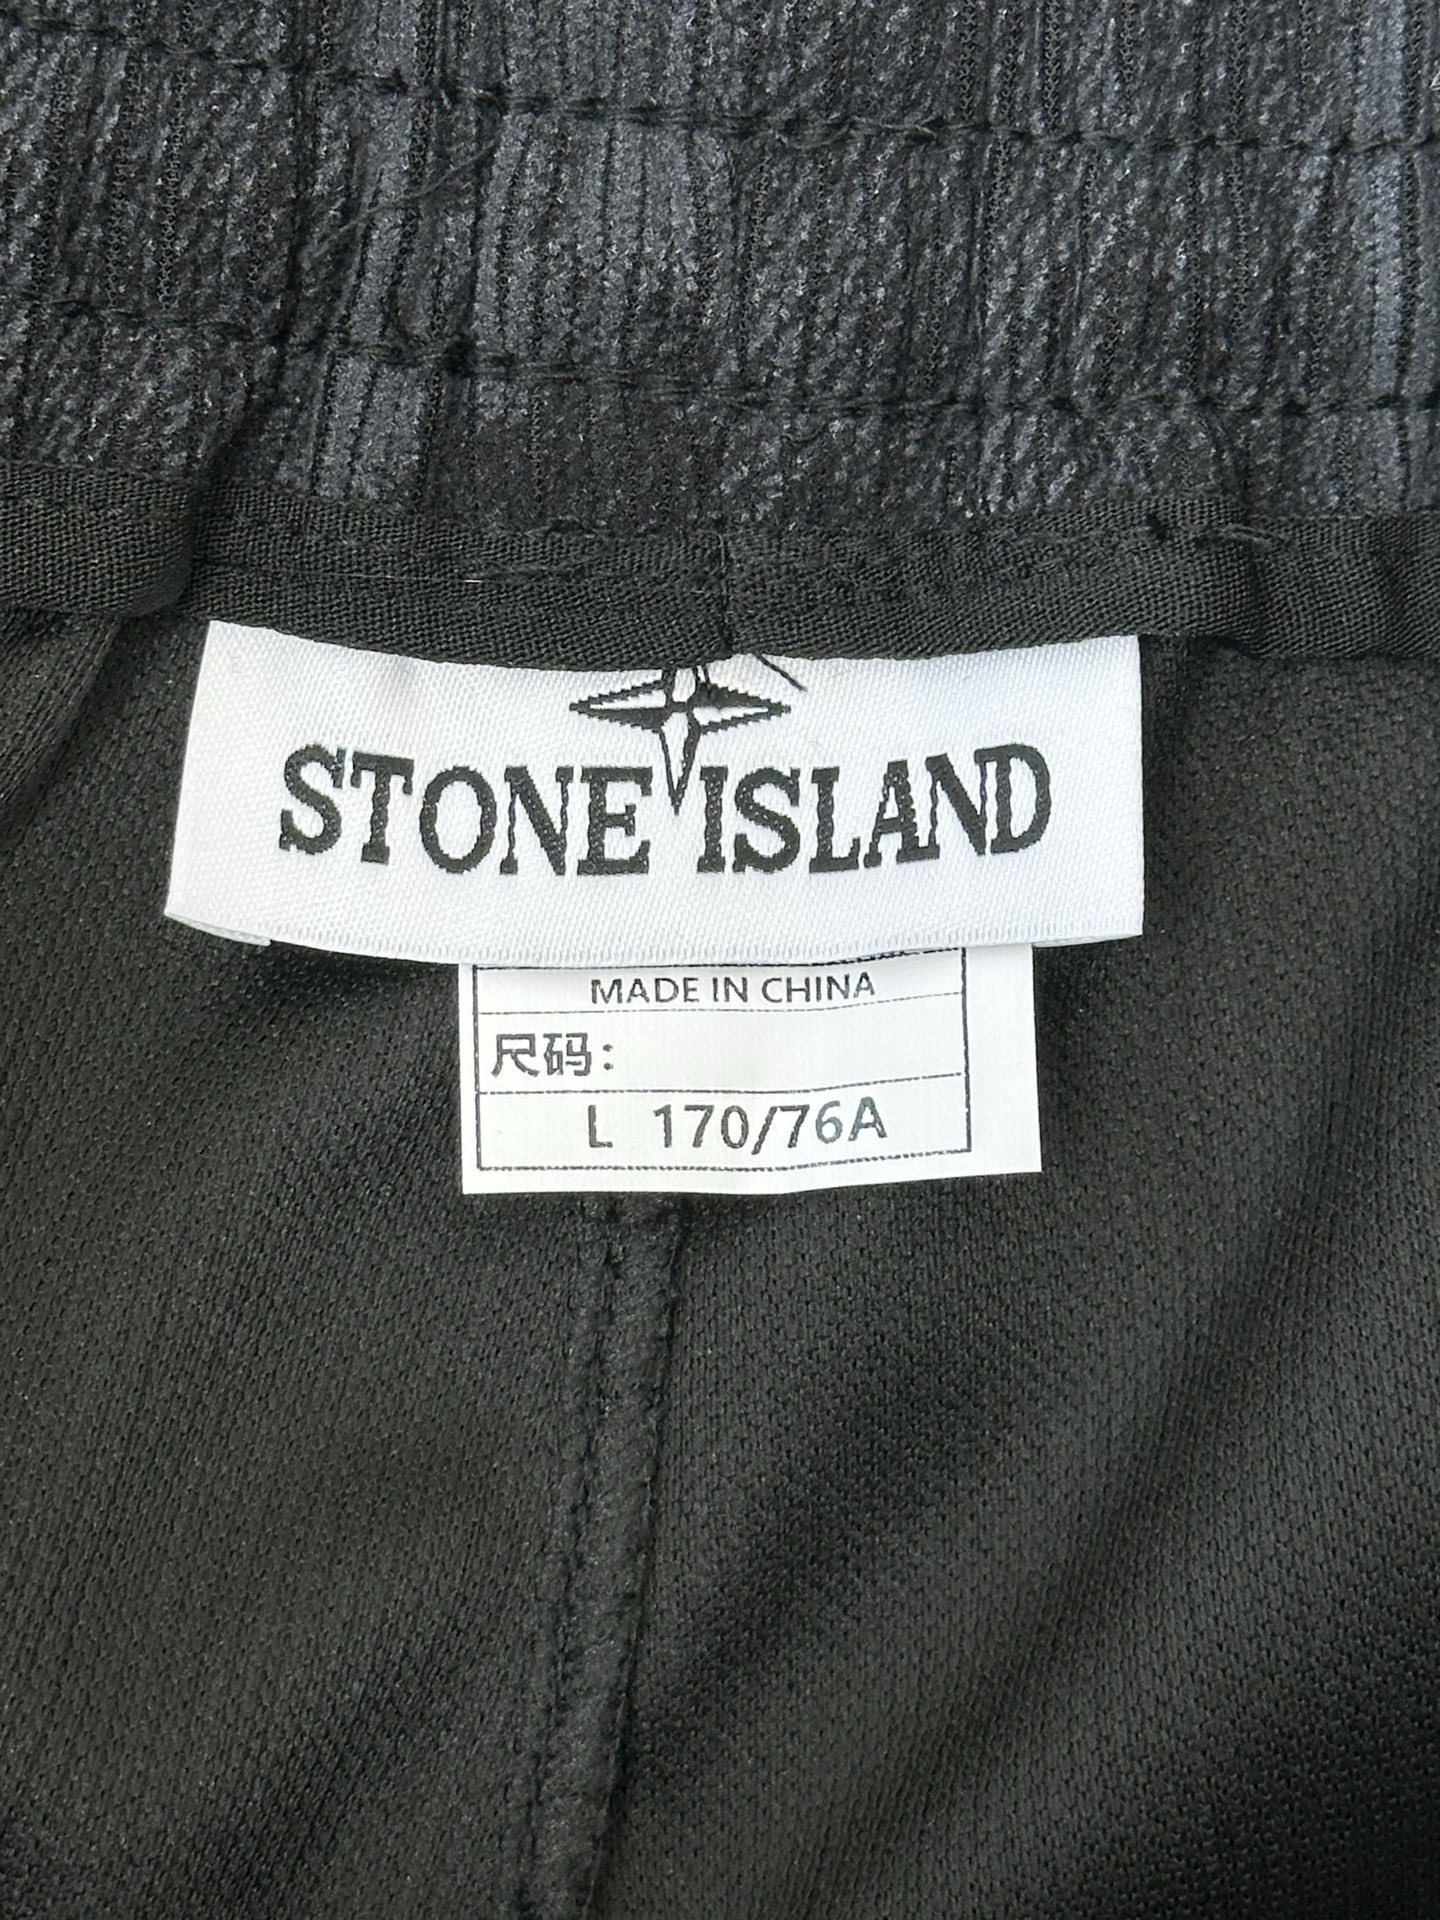 STONE ISLAND
MADE IN CHINA
尺码：
L 170/76A